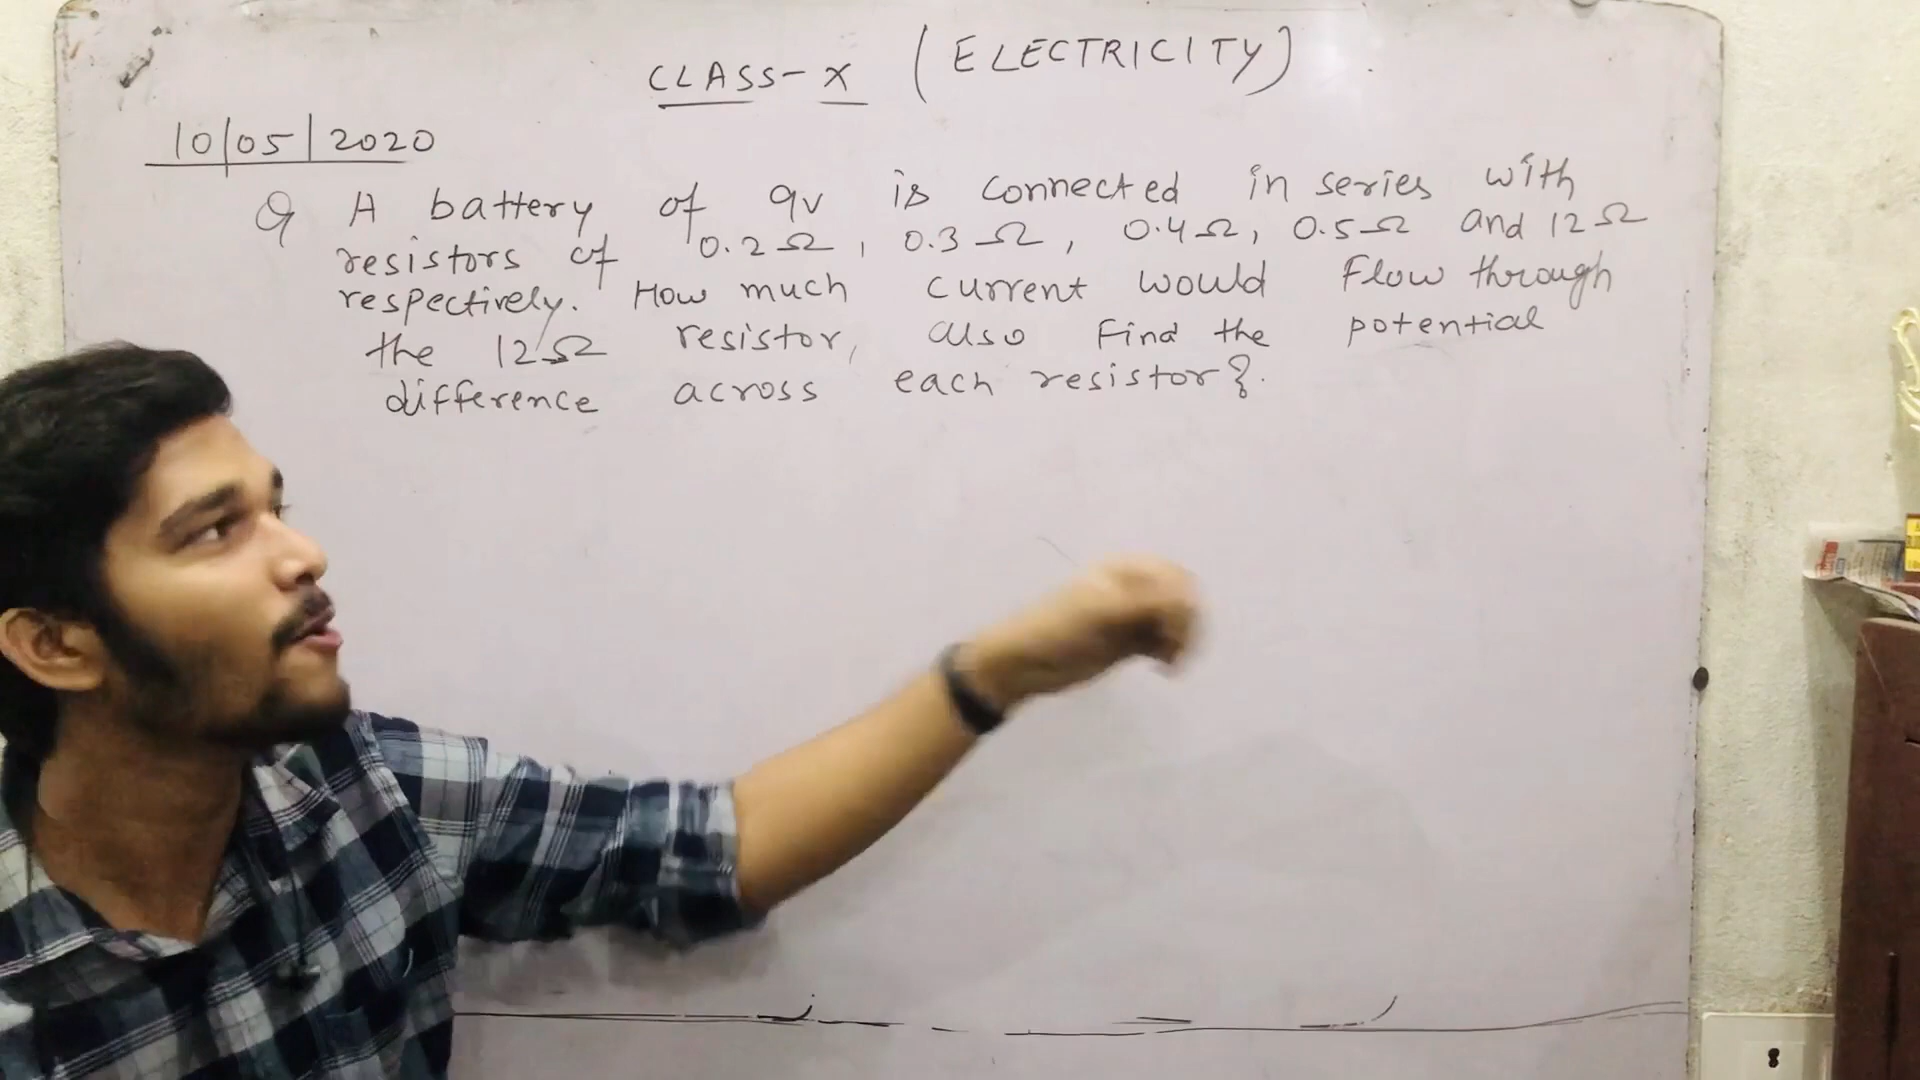 CLASS-X (ELECTRICITY)
10/05/2020
Q A battery of 9V is connected in series with
resistors of 0.2Ω, 0.3Ω, 0.4Ω, 0.5Ω and 12Ω
respectively. How much current would Flow through
the 12Ω resistor, also Find the potential
difference across each resistor?.